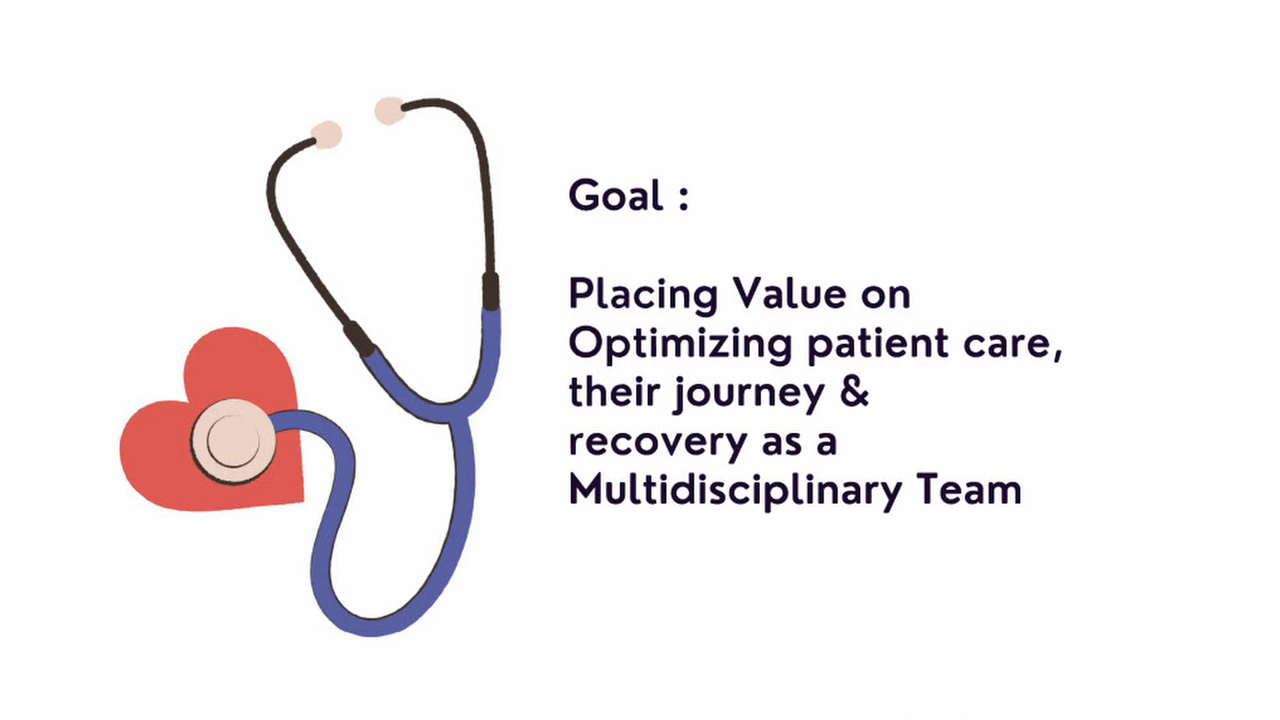 Goal :
Placing Value on
Optimizing patient care,
their journey &
recovery as a
Multidisciplinary Team